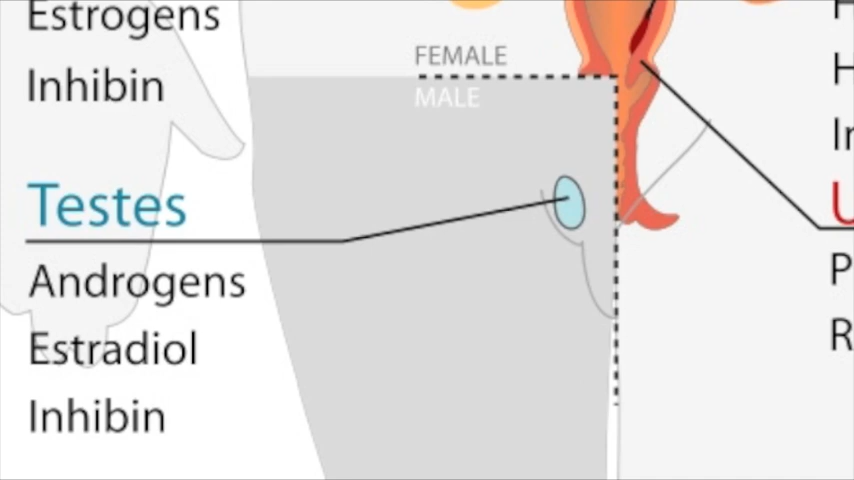 Estrogens
Inhibin
FEMALE
MALE
Testes
Androgens
Estradiol
Inhibin